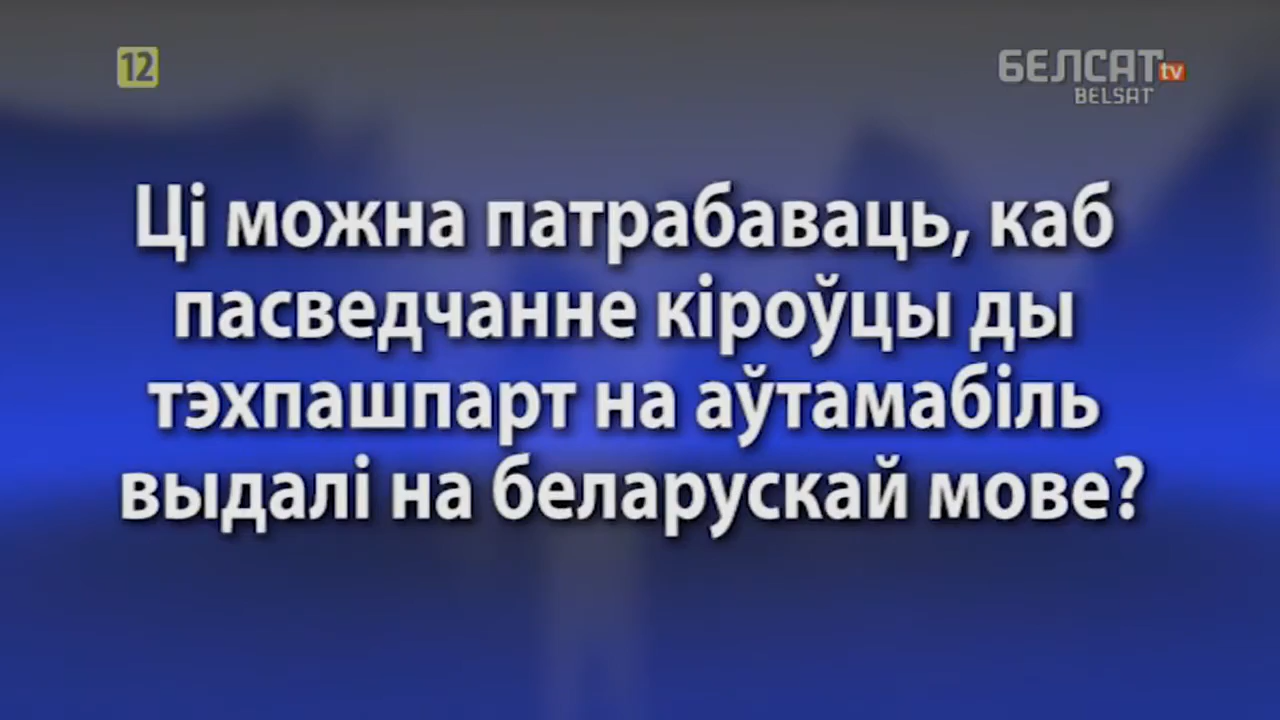 12
БЕЛСАТ tv
BELSAT
Ці можна патрабаваць, каб
пасведчанне кіроўцы ды
тэхпашпарт на аўтамабіль
выдалі на беларускай мове?